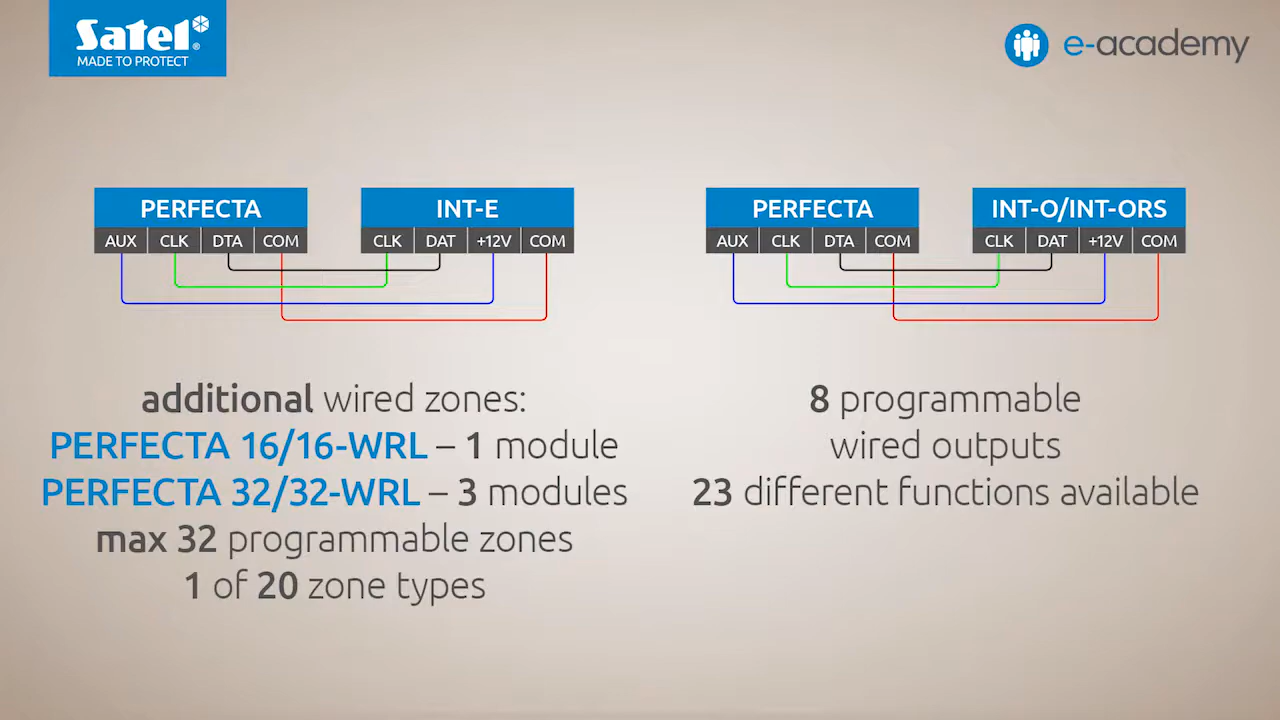 Satel®
MADE TO PROTECT
e-academy
PERFECTA
AUX CLK DTA COM
INT-E
CLK DAT +12V COM
additional wired zones:
PERFECTA 16/16-WRL – 1 module
PERFECTA 32/32-WRL – 3 modules
max 32 programmable zones
1 of 20 zone types
PERFECTA
AUX CLK DTA COM
INT-O/INT-ORS
CLK DAT +12V COM
8 programmable
wired outputs
23 different functions available